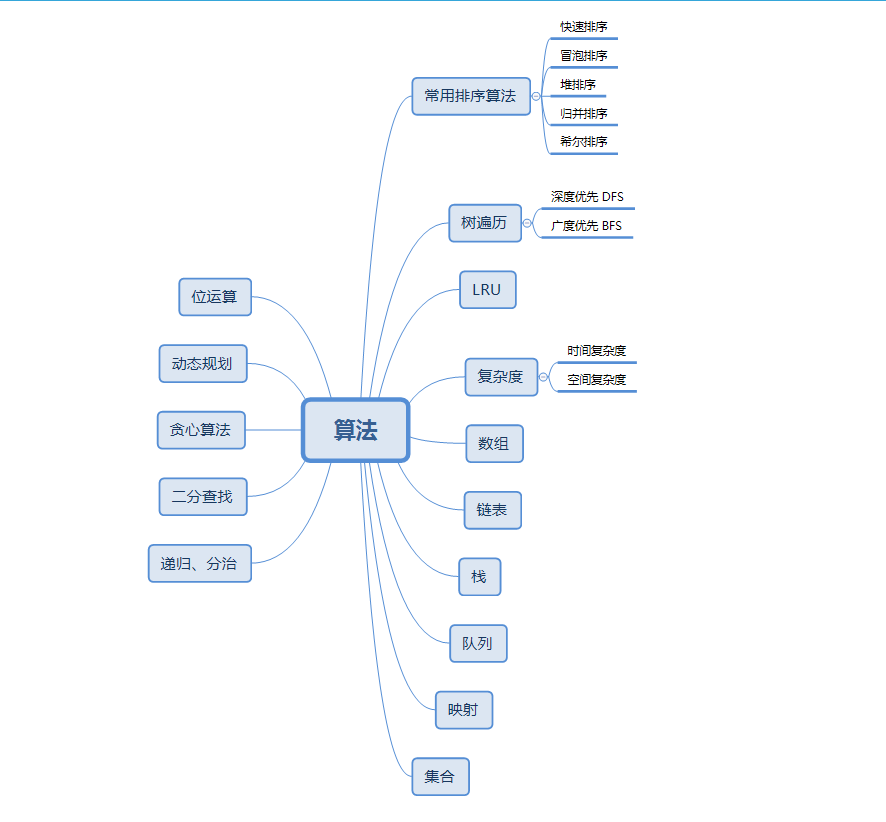 算法
常用排序算法
快速排序
冒泡排序
堆排序
归并排序
希尔排序
树遍历
深度优先 DFS
广度优先 BFS
LRU
复杂度
时间复杂度
空间复杂度
数组
链表
栈
队列
映射
集合
位运算
动态规划
贪心算法
二分查找
递归、分治